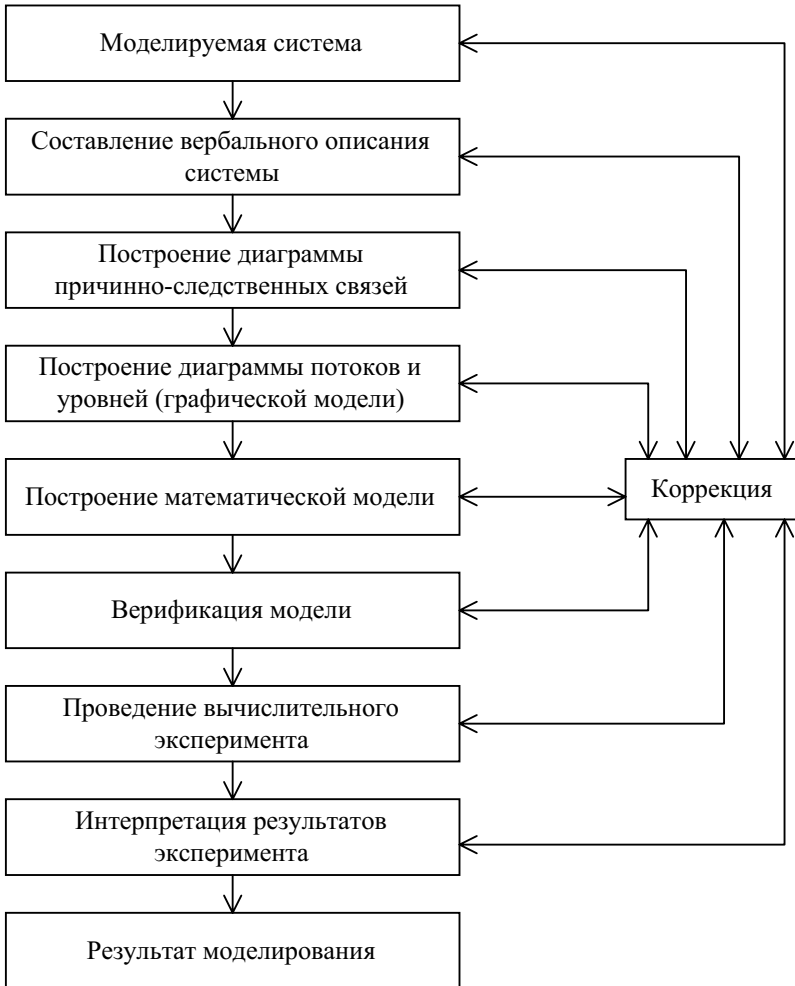 Моделируемая система
Составление вербального описания
системы
Построение диаграммы
причинно-следственных связей
Построение диаграммы потоков и
уровней (графической модели)
Построение математической модели
Коррекция
Верификация модели
Проведение вычислительного
эксперимента
Интерпретация результатов
эксперимента
Результат моделирования